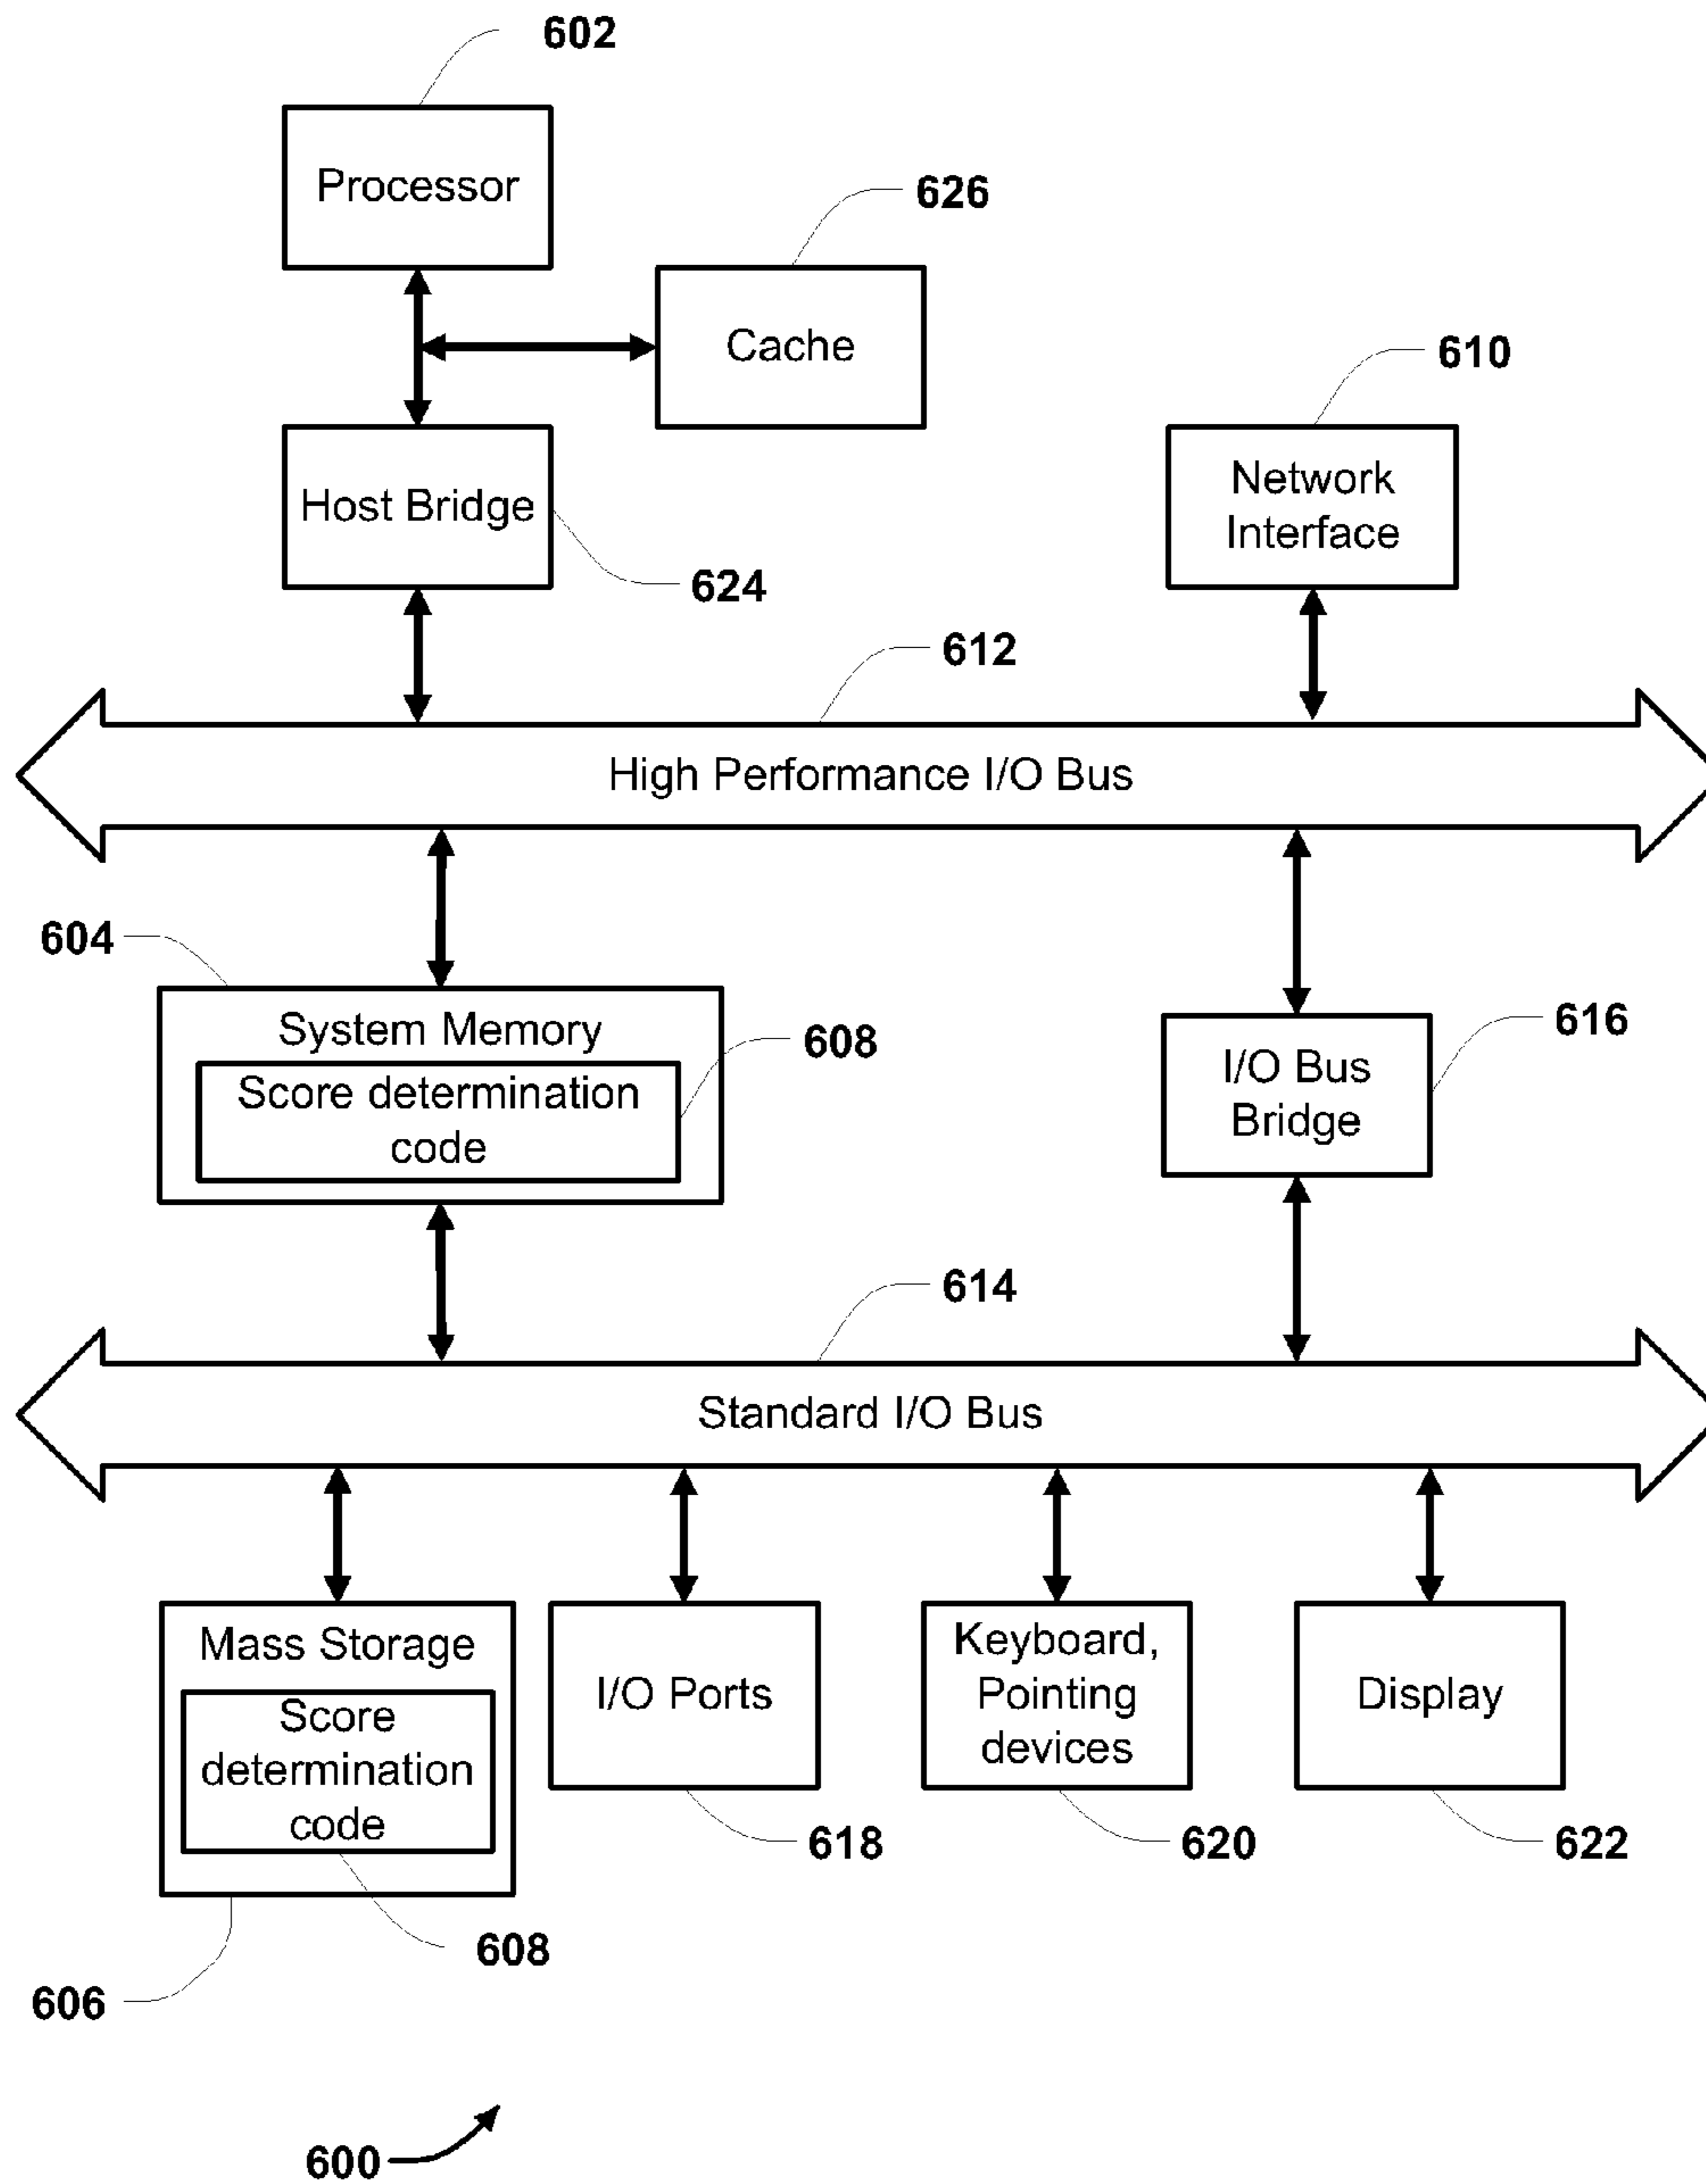 602
Processor
626
Cache
610
Network
Interface
Host Bridge
624
612
High Performance I/O Bus
604
System Memory
608
Score determination
code
616
I/O Bus
Bridge
614
Standard I/O Bus
Mass Storage
Score
determination
code
I/O Ports
Keyboard,
Pointing
devices
Display
618
620
622
608
606
600